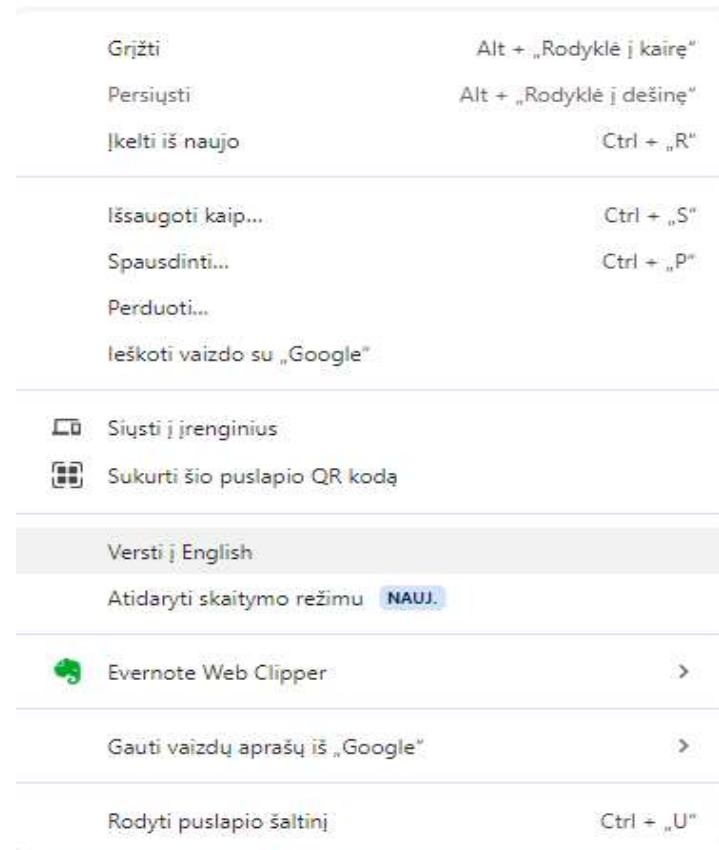 Grįžti Alt + „Rodyklė į kairę“
Persiųsti Alt + „Rodyklė į dešinę“
Įkelti iš naujo Ctrl + „R“
Išsaugoti kaip... Ctrl + „S“
Spausdinti... Ctrl + „P“
Perduoti...
Ieškoti vaizdo su „Google“
Siųsti į įrenginius
Sukurti šio puslapio QR kodą
Versti į English
Atidaryti skaitymo režimu NAUJ.
Evernote Web Clipper
Gauti vaizdų aprašų iš „Google“
Rodyti puslapio šaltinį Ctrl + „U“